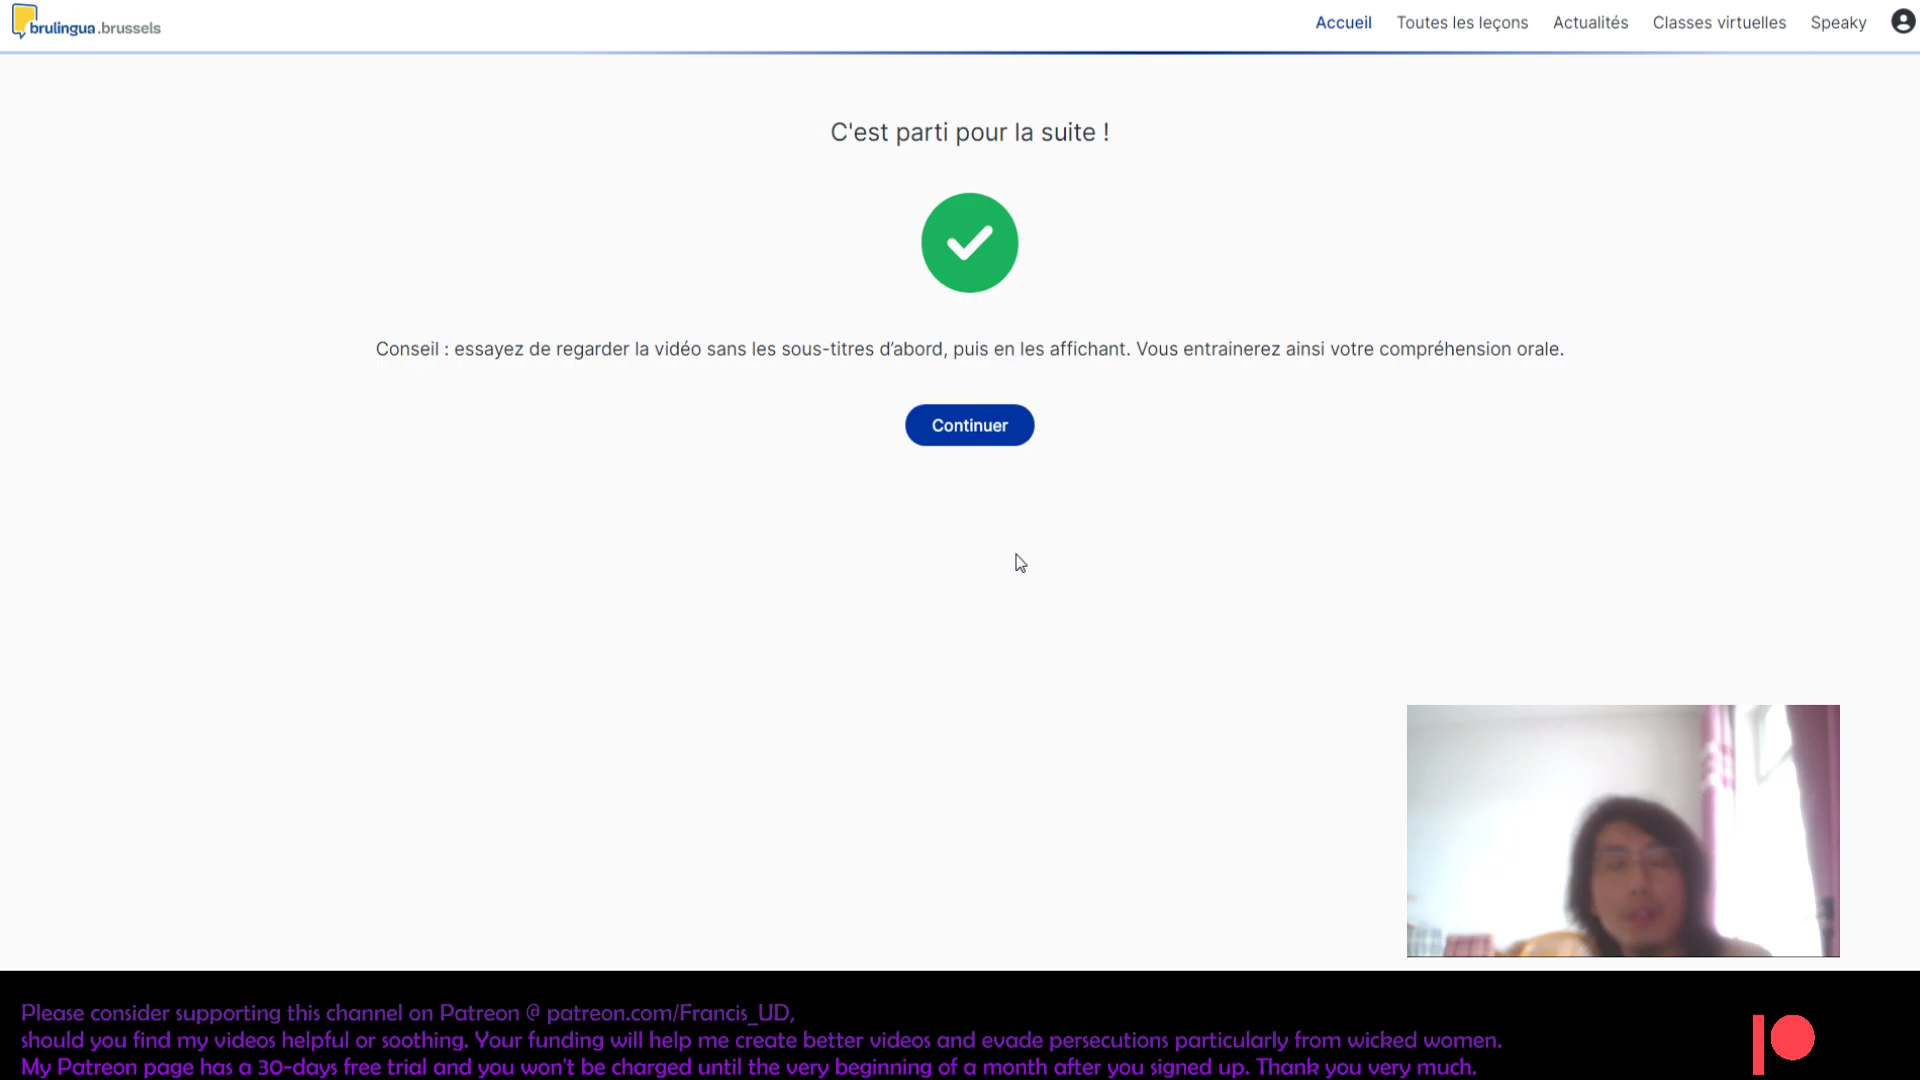 brulingua.brussels
Accueil
Toutes les leçons
Actualités
Classes virtuelles
Speaky
C'est parti pour la suite !
Conseil : essayez de regarder la vidéo sans les sous-titres d’abord, puis en les affichant. Vous entrainerez ainsi votre compréhension orale.
Continuer
Please consider supporting this channel on Patreon @ patreon.com/Francis_UD,
should you find my videos helpful or soothing. Your funding will help me create better videos and evade persecutions particularly from wicked women.
My Patreon page has a 30-days free trial and you won't be charged until the very beginning of a month after you signed up. Thank you very much.